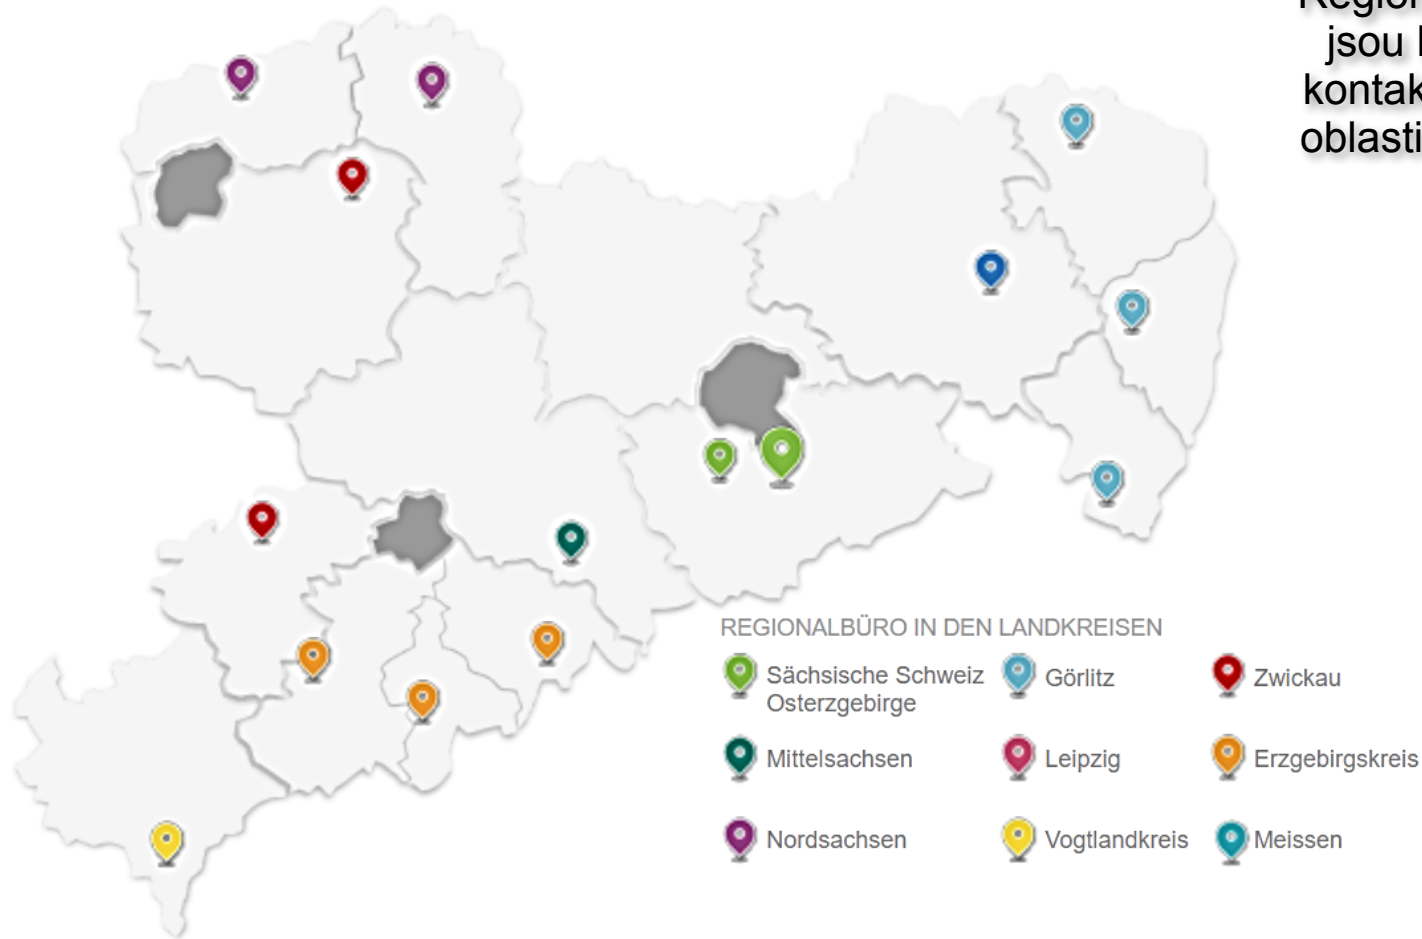 jsou
kontak
oblasti
REGIONALBÜRO IN DEN LANDKREISEN
Sächsische Schweiz
Osterzgebirge
Görlitz
Zwickau
Mittelsachsen
Leipzig
Erzgebirgskreis
Nordsachsen
Vogtlandkreis
Meissen